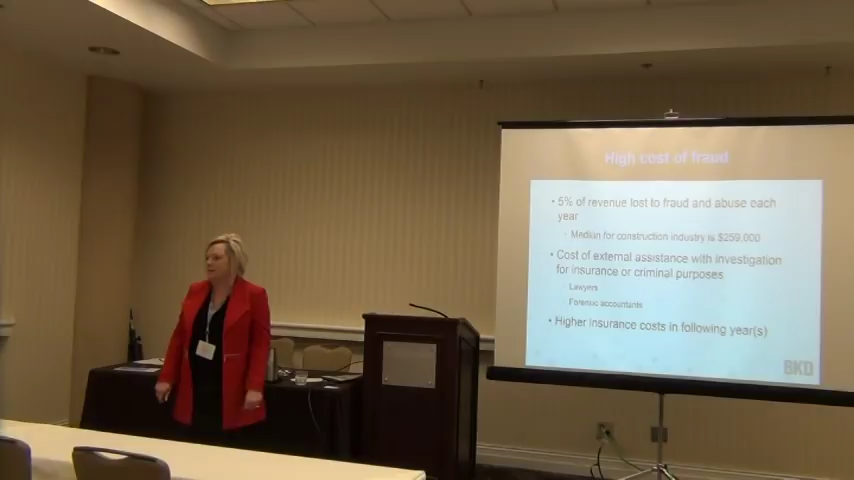 High cost of fraud
• 5% of revenue lost to fraud and abuse each
year
- Median for construction industry is $259,000
• Cost of external assistance with investigation
for insurance or criminal purposes
- Lawyers
- Forensic accountants
• Higher insurance costs in following year(s)
BKD